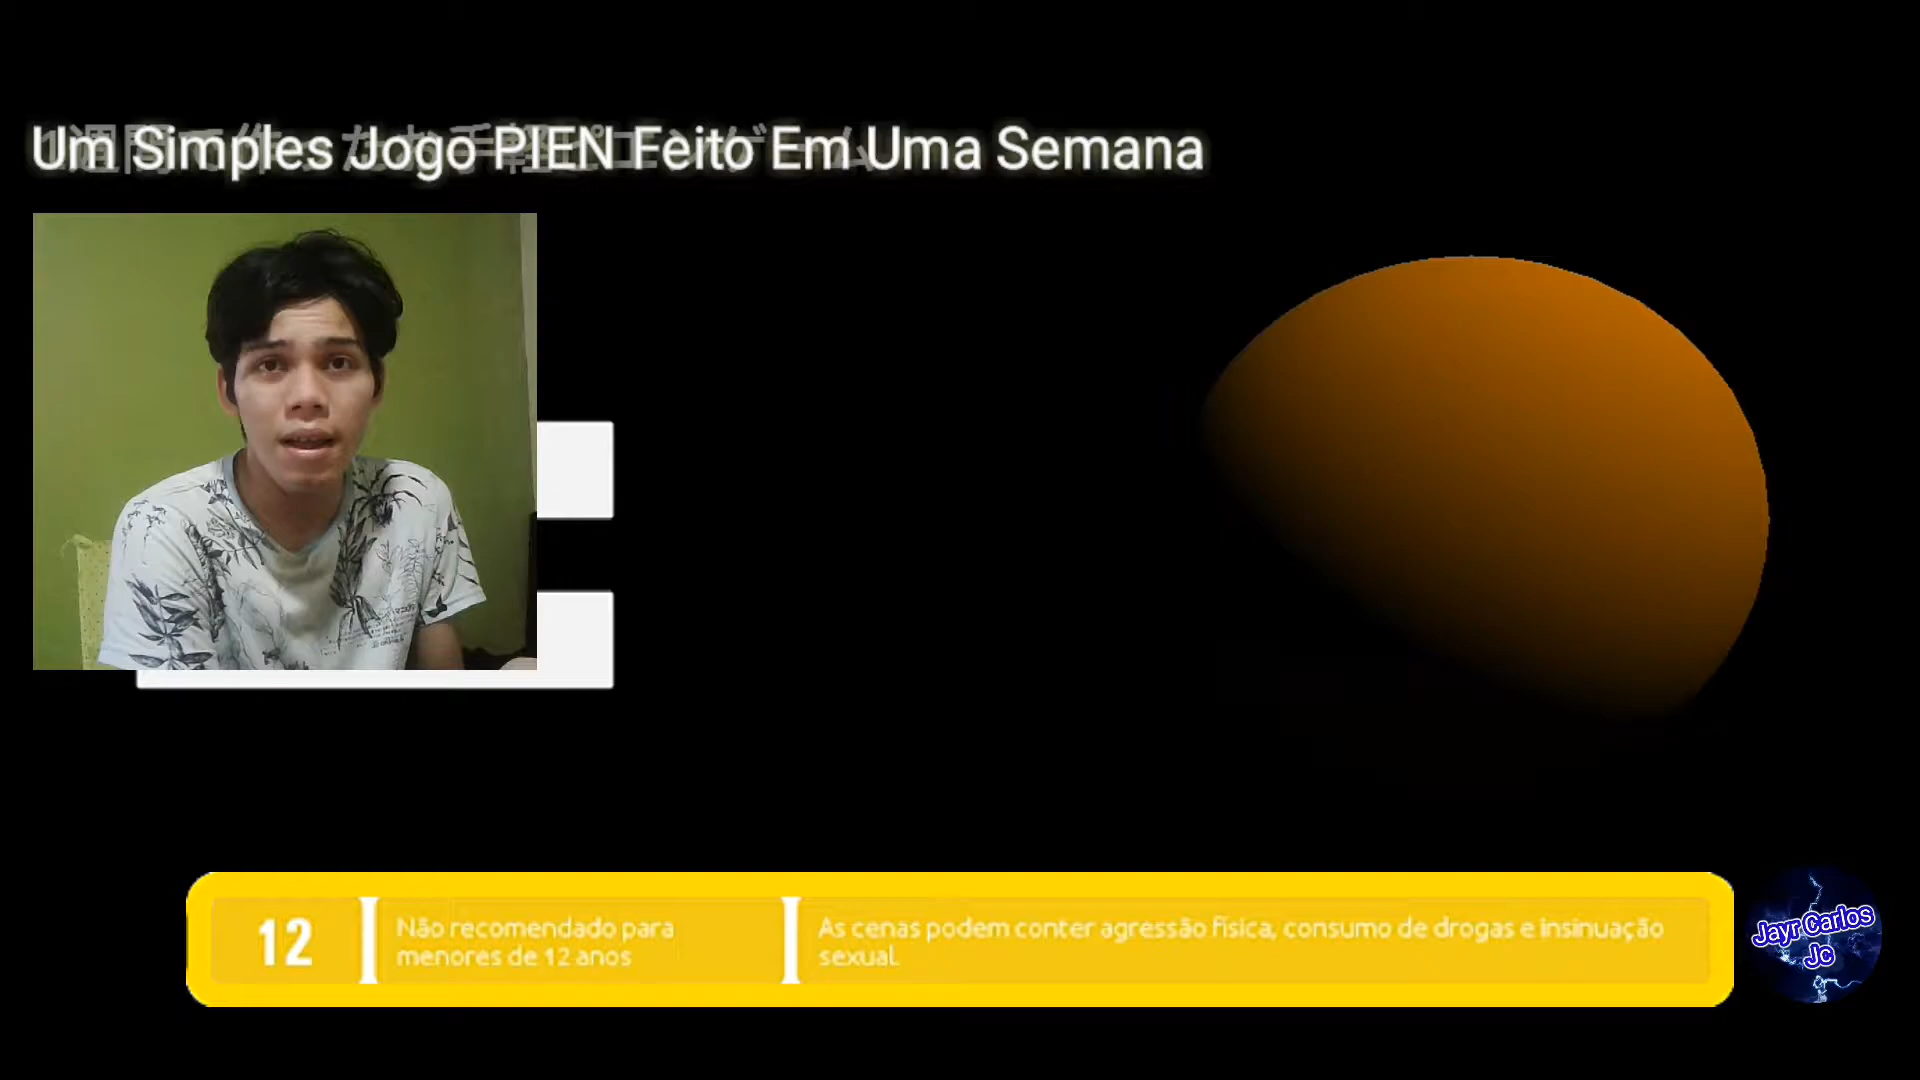 Um Simples Jogo PIEN Feito Em Uma Semana
12
Não recomendado para
menores de 12 anos
As cenas podem conter agressão física, consumo de drogas e insinuação
sexual.
Jayr Carlos
Jc